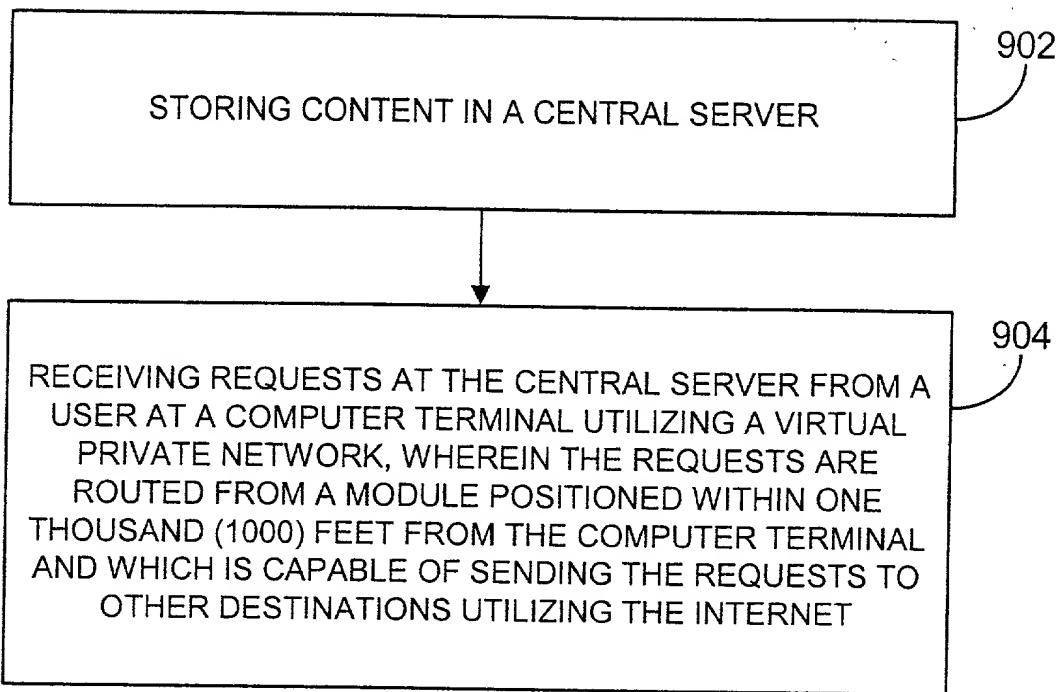 902
STORING CONTENT IN A CENTRAL SERVER
904
RECEIVING REQUESTS AT THE CENTRAL SERVER FROM A
USER AT A COMPUTER TERMINAL UTILIZING A VIRTUAL
PRIVATE NETWORK, WHEREIN THE REQUESTS ARE
ROUTED FROM A MODULE POSITIONED WITHIN ONE
THOUSAND (1000) FEET FROM THE COMPUTER TERMINAL
AND WHICH IS CAPABLE OF SENDING THE REQUESTS TO
OTHER DESTINATIONS UTILIZING THE INTERNET